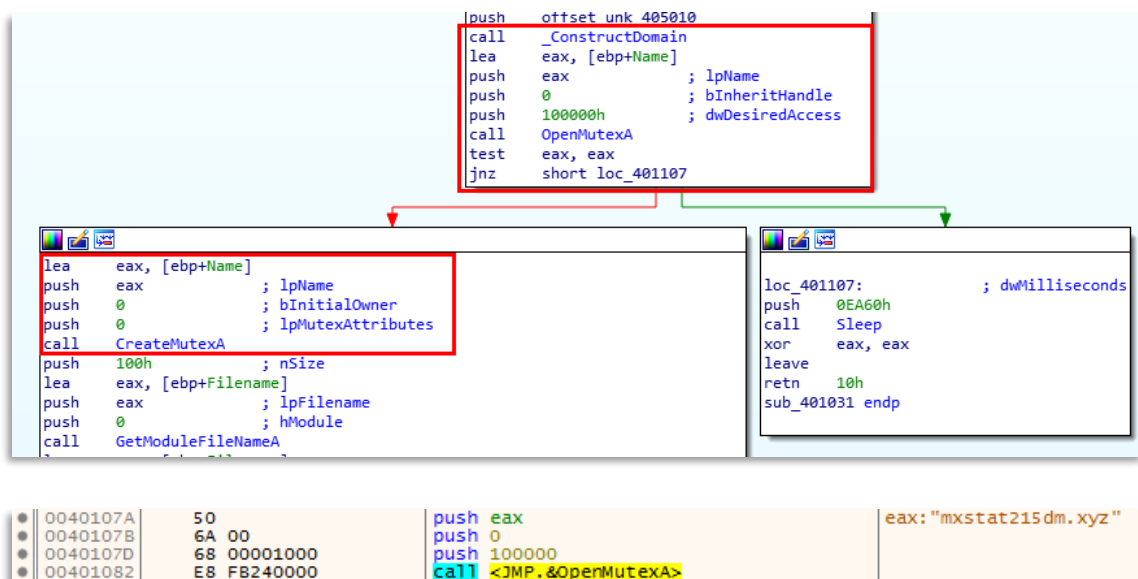 push offset unk_405010
call _ConstructDomain
lea eax, [ebp+Name]
push eax ; lpName
push 0 ; bInheritHandle
push 100000h ; dwDesiredAccess
call OpenMutexA
test eax, eax
jnz short loc_401107
lea eax, [ebp+Name]
push eax ; lpName
push 0 ; bInitialOwner
push 0 ; lpMutexAttributes
call CreateMutexA
push 100h ; nSize
lea eax, [ebp+Filename]
push eax ; lpFilename
push 0 ; hModule
call GetModuleFileNameA
loc_401107: ; dwMilliseconds
push 0EA60h
call Sleep
xor eax, eax
leave
retn 10h
sub_401031 endp
0040107A 50 push eax eax:"mxstat215dm.xyz"
0040107B 6A 00 push 0
0040107D 68 00001000 push 100000
00401082 E8 FB240000 call <JMP.&OpenMutexA>